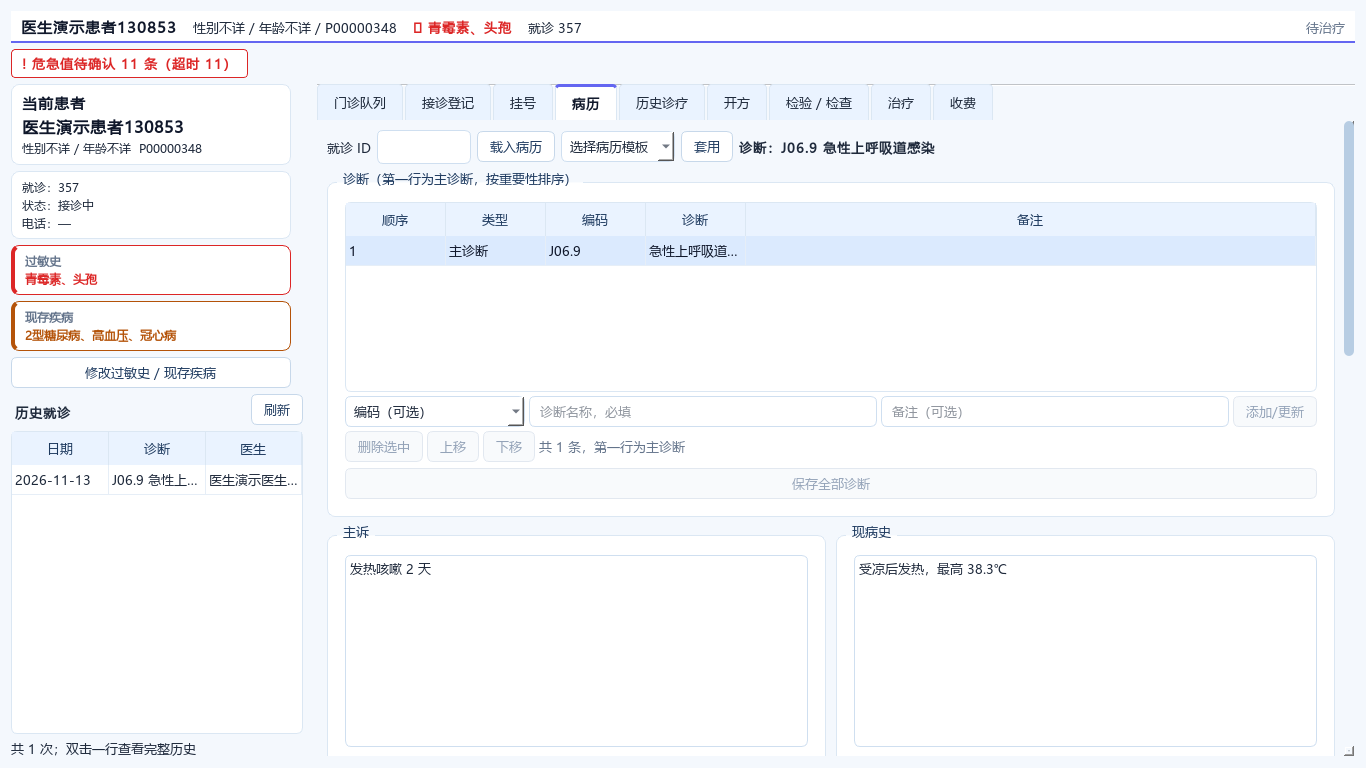 医生演示患者130853 性别不详 / 年龄不详 / P00000348 青霉素、头孢 就诊 357 待治疗
! 危急值待确认 11 条（超时 11）
当前患者
医生演示患者130853
性别不详 / 年龄不详 P00000348
就诊：357
状态：接诊中
电话：—
过敏史
青霉素、头孢
现存疾病
2型糖尿病、高血压、冠心病
修改过敏史 / 现存疾病
历史就诊 刷新
日期 诊断 医生
2026-11-13 J06.9 急性上... 医生演示医生...
共 1 次；双击一行查看完整历史
门诊队列 接诊登记 挂号 病历 历史诊疗 开方 检验 / 检查 治疗 收费
就诊 ID 载入病历 选择病历模板 套用 诊断：J06.9 急性上呼吸道感染
诊断（第一行为主诊断，按重要性排序）
顺序 类型 编码 诊断 备注
1 主诊断 J06.9 急性上呼吸道...
编码（可选） 诊断名称，必填 备注（可选） 添加/更新
删除选中 上移 下移 共 1 条，第一行为主诊断
保存全部诊断
主诉
发热咳嗽 2 天
现病史
受凉后发热，最高 38.3℃